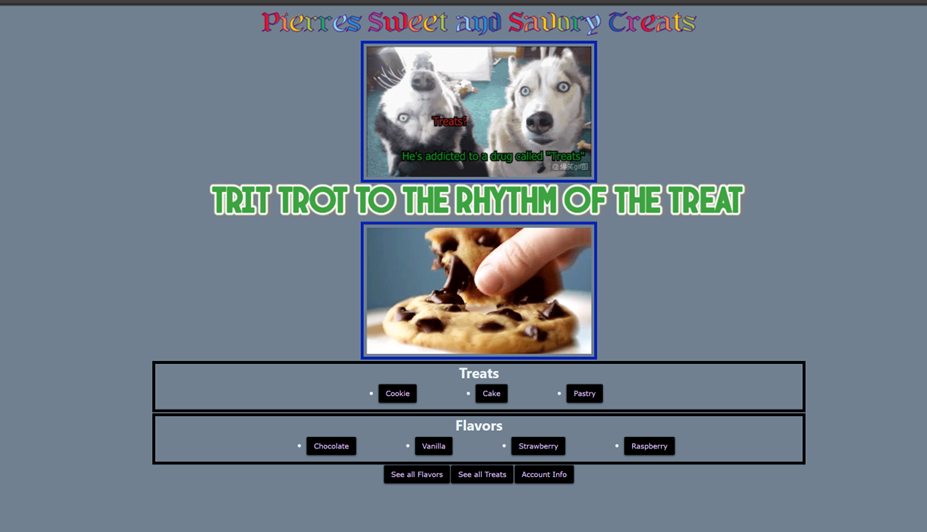 Pierres Sweet and Savory Treats
Treats!
He's addicted to a drug called "Treats"
TRIT TROT TO THE RHYTHM OF THE TREAT
Treats
Cookie Cake Pastry
Flavors
Chocolate Vanilla Strawberry Raspberry
See all Flavors See all Treats Account Info